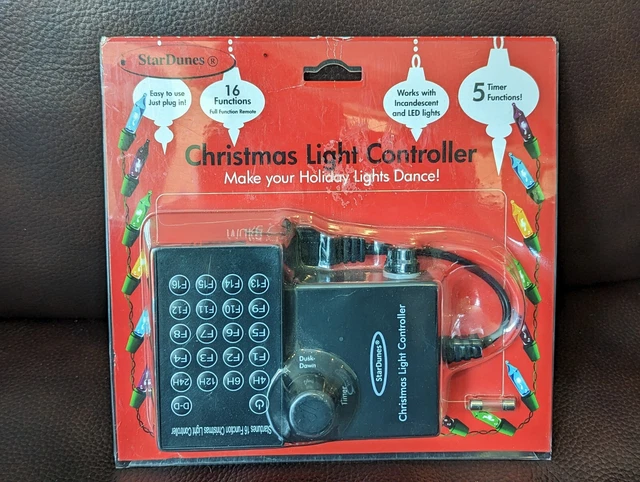 StarDunes®
Easy to use
Just plug in!
16
Functions
Full Function Remote
Works with
Incandescent
and LED lights
5 Timer
Functions!
Christmas Light Controller
Make your Holiday Lights Dance!
F16 F15 F14 F13
F12 F11 F10 F9
F8 F7 F6 F5
F4 F3 F2 F1
24H 12H 6H 4H
D-D
Stardunes 16 Function Christmas Light Controller
Dusk-
Dawn
Timer
StarDunes®
Christmas Light Controller